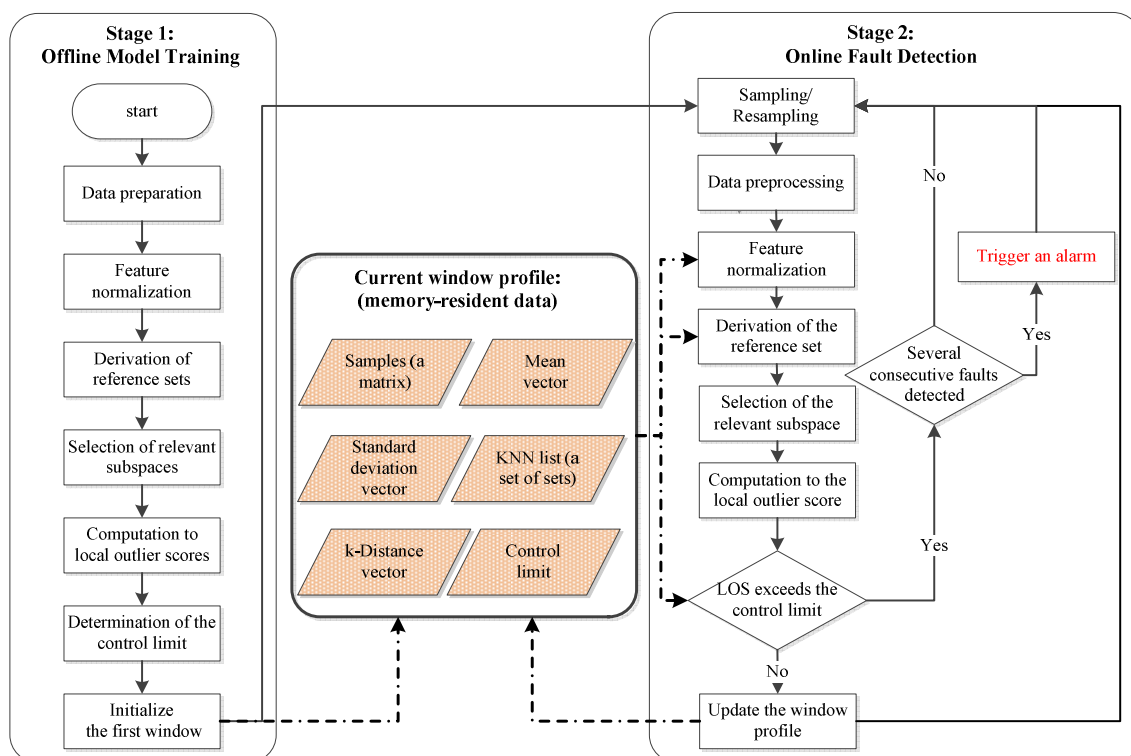 Stage 1:
Offline Model Training
start
Data preparation
Feature
normalization
Derivation of
reference sets
Selection of relevant
subspaces
Computation to
local outlier scores
Determination of the
control limit
Initialize
the first window
Current window profile:
(memory-resident data)
Samples (a
matrix)
Mean
vector
Standard
deviation
vector
KNN list (a
set of sets)
k-Distance
vector
Control
limit
Stage 2:
Online Fault Detection
Sampling/
Resampling
Data preprocessing
Feature
normalization
Derivation of the
reference set
Selection of the
relevant subspace
Computation to the
local outlier score
LOS exceeds the
control limit
No
Update the window
profile
Yes
Several
consecutive faults
detected
No
Yes
Trigger an alarm